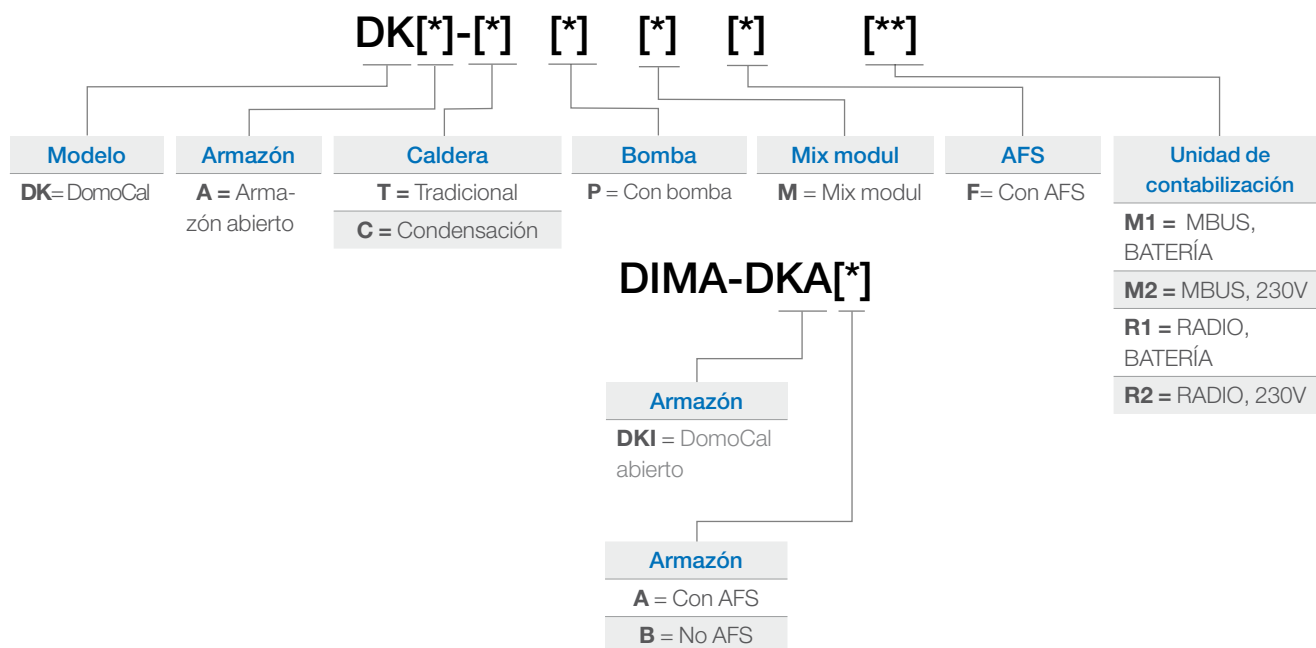 DK[*]-[*] [*] [*] [*] [**]
Modelo
DK= DomoCal
Armazón
A = Arma-
zón abierto
Caldera
T = Tradicional
C = Condensación
Bomba
P = Con bomba
Mix modul
M = Mix modul
AFS
F= Con AFS
Unidad de
contabilización
M1 = MBUS,
BATERÍA
M2 = MBUS, 230V
R1 = RADIO,
BATERÍA
R2 = RADIO, 230V
DIMA-DKA[*]
Armazón
DKI = DomoCal
abierto
Armazón
A = Con AFS
B = No AFS